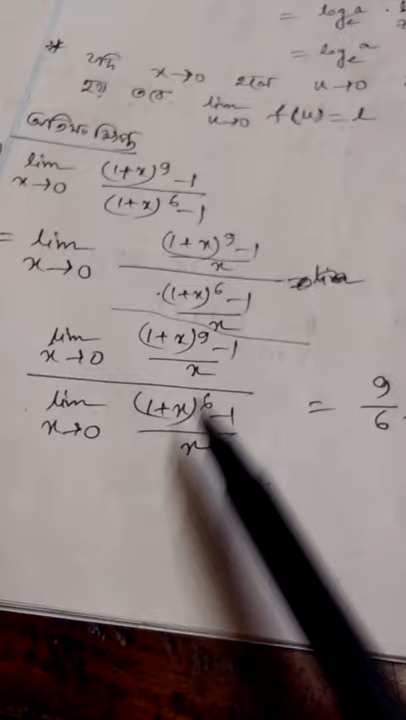 = logₑᵃ ·
= logₑᵃ
* যদি x→0 হলে u→0
হয় তবে lim u→0 f(u) = l
lim x→0 ((1+x)⁹-1)/((1+x)⁶-1)
= lim x→0 (((1+x)⁹-1)/x)/(((1+x)⁶-1)/x)
(lim x→0 ((1+x)⁹-1)/x)/(lim x→0 ((1+x)⁶-1)/x) = 9/6